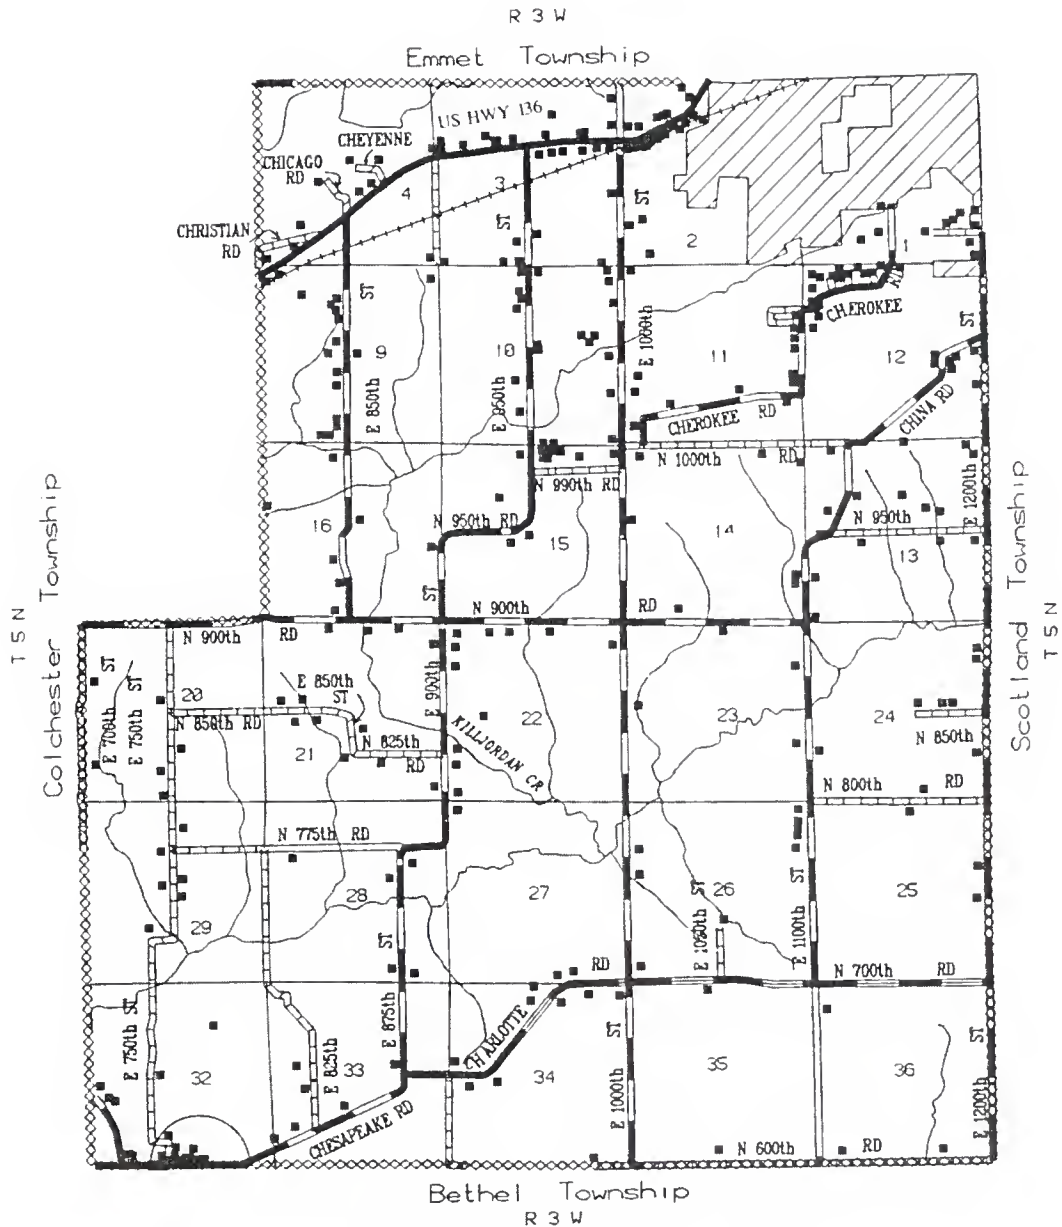 R 3 W
Emmet Township
US HWY 136
CHEYENNE
CHICAGO
RD
4
3
CHRISTIAN
RD
ST
ST
2
1
RD
CHEROKEE
ST
ST
9
10
11
12
E 850th
E 950th
E 1000th
CHEROKEE RD
CHINA RD
N 1000th RD
N 990th RD
E 1200th
N 950th RD
N 950th
16
15
14
13
ST
T 5 N
Colchester Township
Scotland Township
T 5 N
N 900th RD
N 900th RD
ST
ST
20
E 700th
E 750th
E 850th
ST
N 850th RD
E 900th
21
N 825th
RD
22
KILLJORDAN CR
23
24
N 850th
N 800th RD
N 775th RD
28
27
26
25
29
ST
ST
ST
E 1050th
E 1100th
RD
N 700th RD
ST
E 750th
E 875th
CHARLOTTE
E 825th
32
33
34
35
36
ST
E 1000th
ST
E 1200th
CHESAPEAKE RD
N 600th RD
Bethel Township
R 3 W